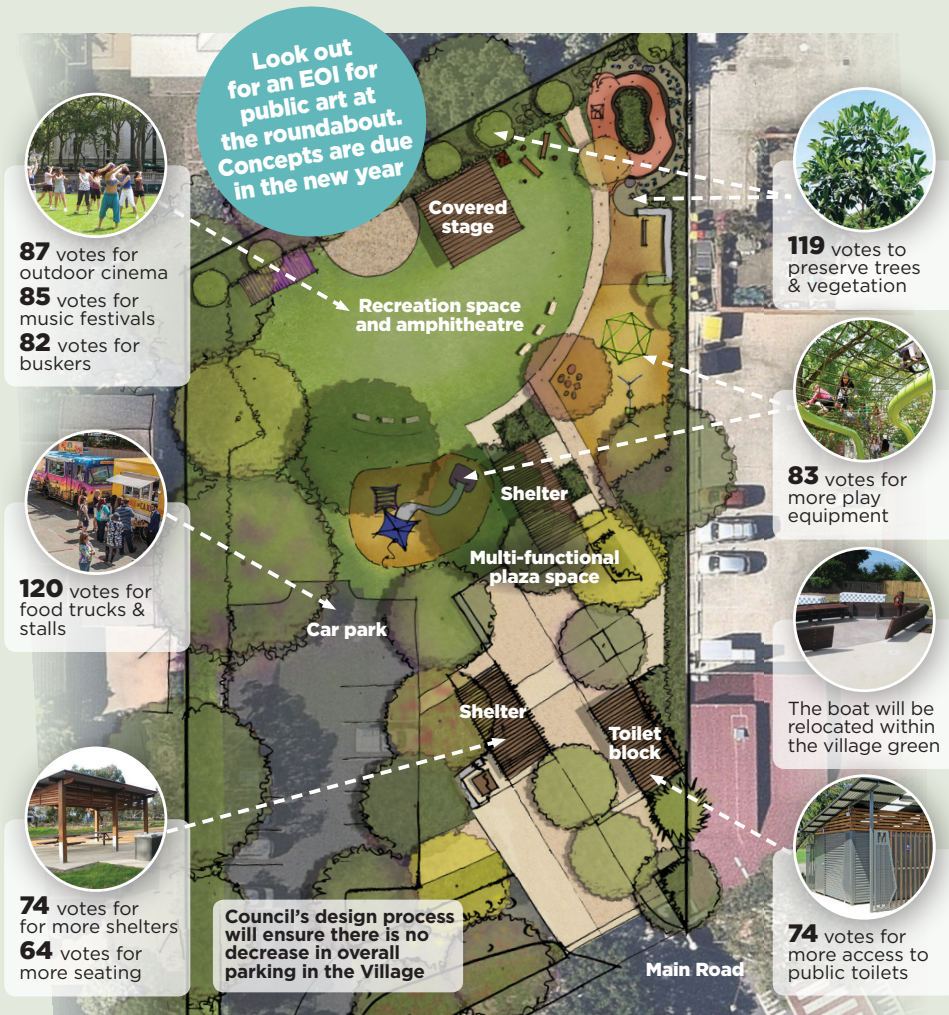 Look out
for an EOI for
public art at
the roundabout.
Concepts are due
in the new year
87 votes for
outdoor cinema
85 votes for
music festivals
82 votes for
buskers
120 votes for
food trucks &
stalls
74 votes for
for more shelters
64 votes for
more seating
Covered
stage
Recreation space
and amphitheatre
Shelter
Multi-functional
plaza space
Car park
Shelter
Toilet
block
Council's design process
will ensure there is no
decrease in overall
parking in the Village
Main Road
119 votes to
preserve trees
& vegetation
83 votes for
more play
equipment
The boat will be
relocated within
the village green
74 votes for
more access to
public toilets